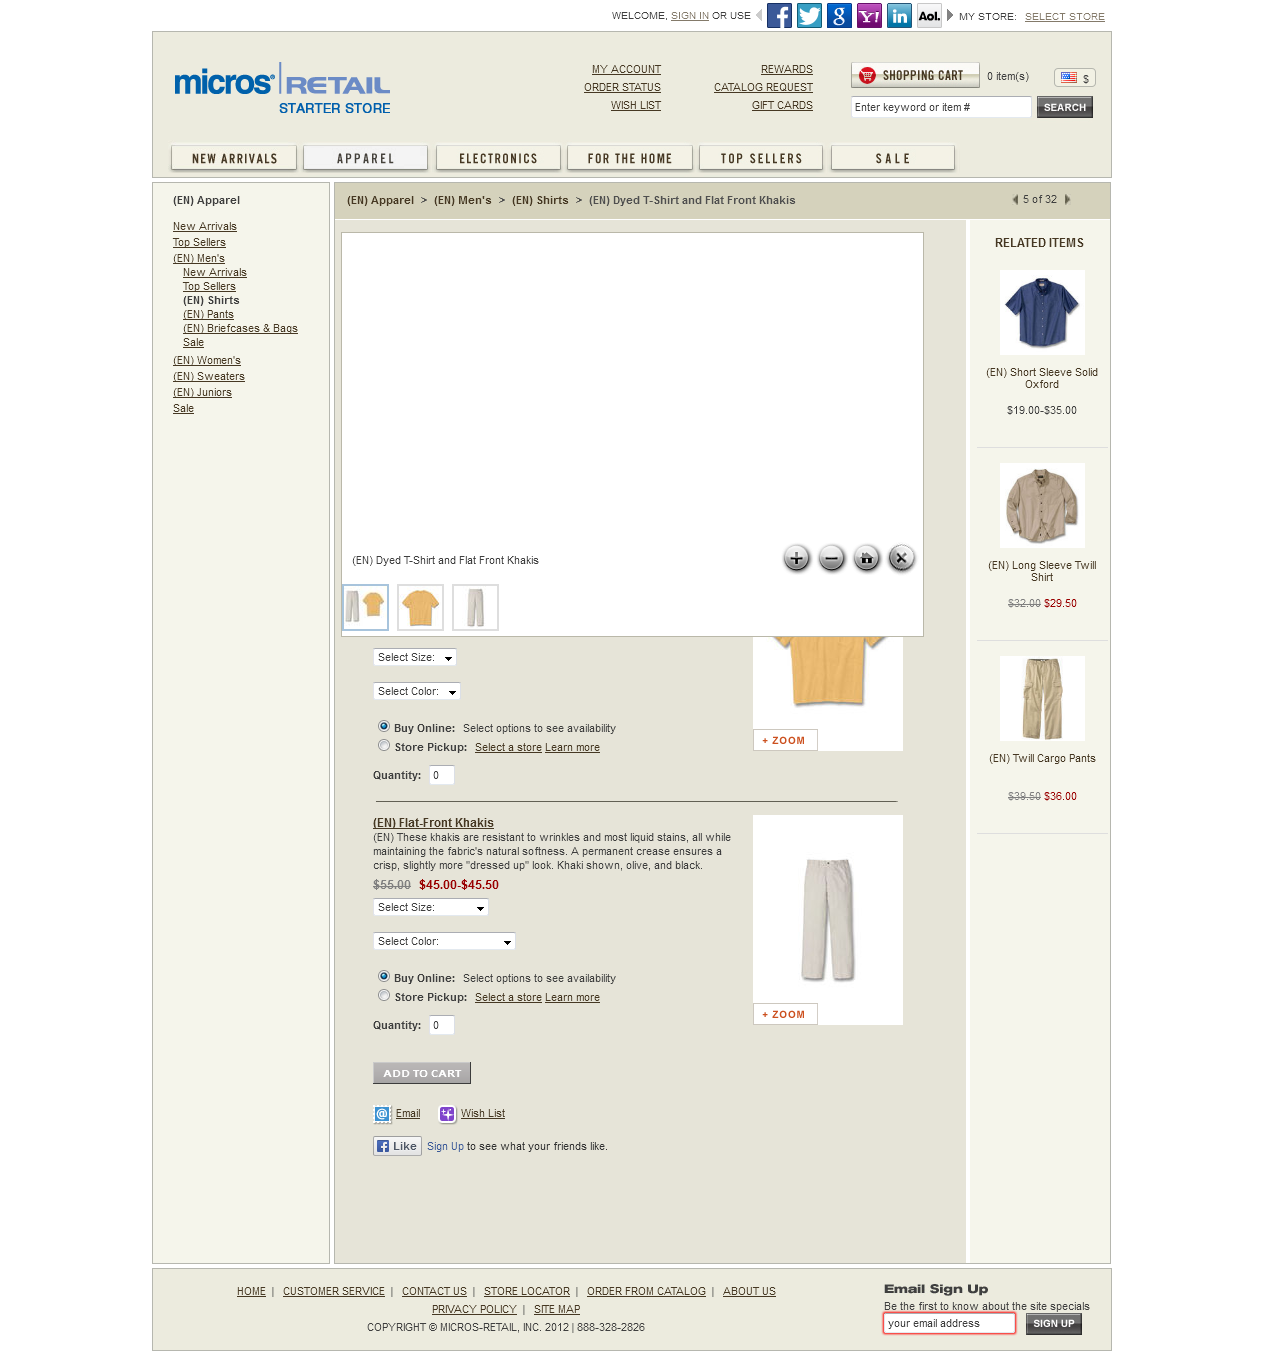 WELCOME, SIGN IN OR USE
Y!
in
Aol.
MY STORE: SELECT STORE
micros RETAIL
STARTER STORE
MY ACCOUNT
ORDER STATUS
WISH LIST
REWARDS
CATALOG REQUEST
GIFT CARDS
SHOPPING CART
0 item(s)
$
Enter keyword or item #
SEARCH
NEW ARRIVALS
APPAREL
ELECTRONICS
FOR THE HOME
TOP SELLERS
SALE
(EN) Apparel
New Arrivals
Top Sellers
(EN) Men's
New Arrivals
Top Sellers
(EN) Shirts
(EN) Pants
(EN) Briefcases & Bags
Sale
(EN) Women's
(EN) Sweaters
(EN) Juniors
Sale
(EN) Apparel > (EN) Men's > (EN) Shirts > (EN) Dyed T-Shirt and Flat Front Khakis
5 of 32
(EN) Dyed T-Shirt and Flat Front Khakis
Select Size:
Select Color:
Buy Online: Select options to see availability
Store Pickup: Select a store Learn more
Quantity: 0
+ ZOOM
(EN) Flat-Front Khakis
(EN) These khakis are resistant to wrinkles and most liquid stains, all while
maintaining the fabric's natural softness. A permanent crease ensures a
crisp, slightly more "dressed up" look. Khaki shown, olive, and black.
$55.00 $45.00-$45.50
Select Size:
Select Color:
Buy Online: Select options to see availability
Store Pickup: Select a store Learn more
Quantity: 0
+ ZOOM
ADD TO CART
Email
Wish List
Like
Sign Up to see what your friends like.
RELATED ITEMS
(EN) Short Sleeve Solid
Oxford
$19.00-$35.00
(EN) Long Sleeve Twill
Shirt
$32.00 $29.50
(EN) Twill Cargo Pants
$39.50 $36.00
HOME | CUSTOMER SERVICE | CONTACT US | STORE LOCATOR | ORDER FROM CATALOG | ABOUT US
PRIVACY POLICY | SITE MAP
COPYRIGHT © MICROS-RETAIL, INC. 2012 | 888-328-2826
Email Sign Up
Be the first to know about the site specials
your email address
SIGN UP